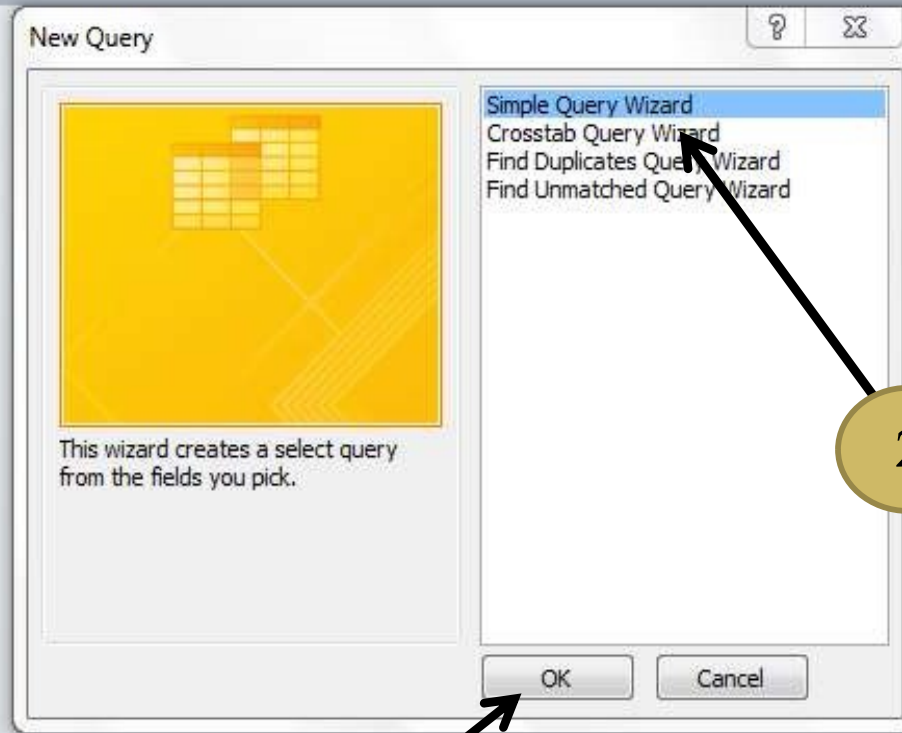 New Query
Simple Query Wizard
Crosstab Query Wizard
Find Duplicates Query Wizard
Find Unmatched Query Wizard
This wizard creates a select query
from the fields you pick.
2
OK
Cancel